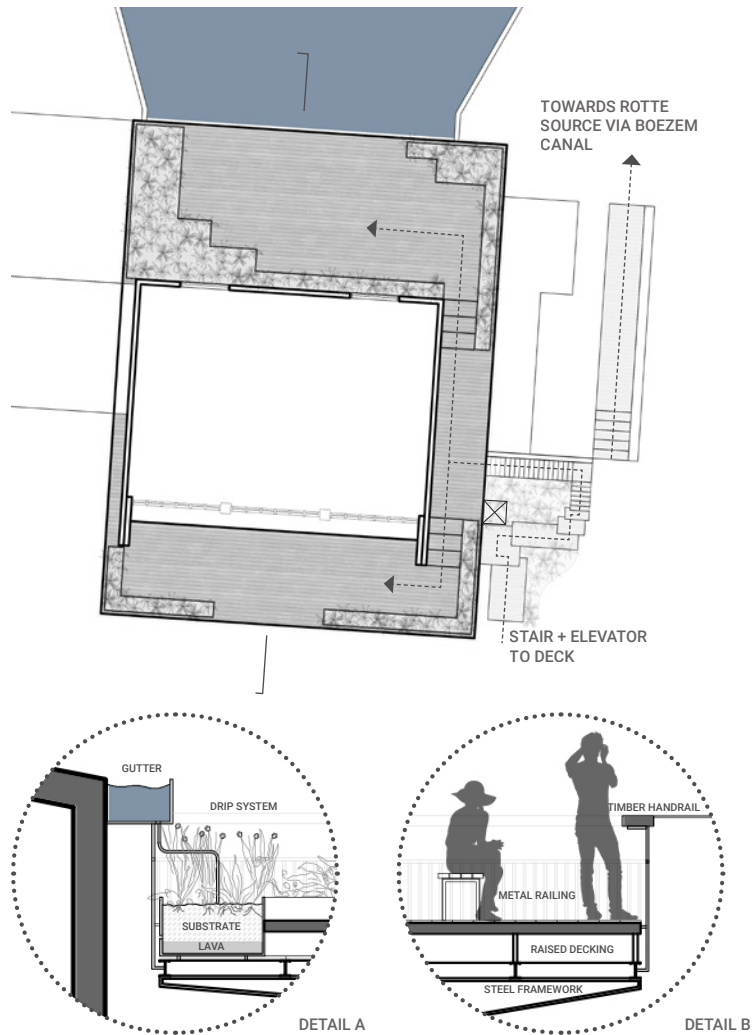 TOWARDS ROTTE
SOURCE VIA BOEZEM
CANAL
STAIR + ELEVATOR
TO DECK
GUTTER
DRIP SYSTEM
SUBSTRATE
LAVA
DETAIL A
TIMBER HANDRAIL
METAL RAILING
RAISED DECKING
STEEL FRAMEWORK
DETAIL B